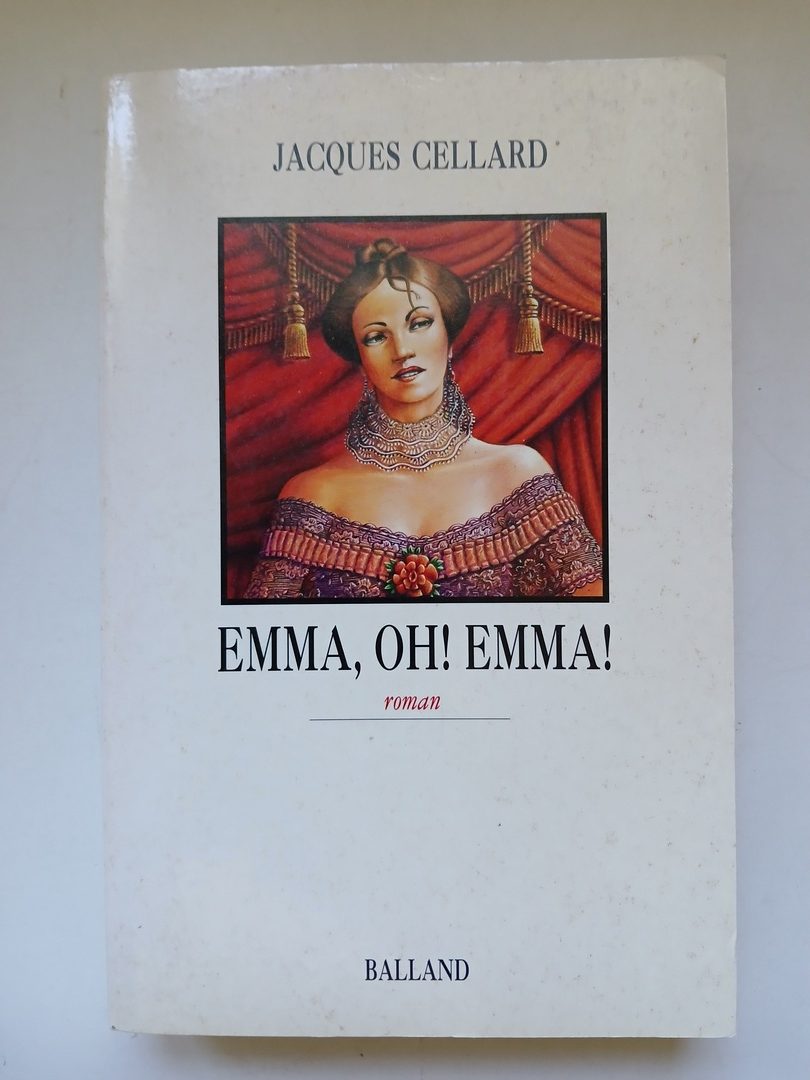 JACQUES CELLARD
EMMA, OH! EMMA!
roman
BALLAND